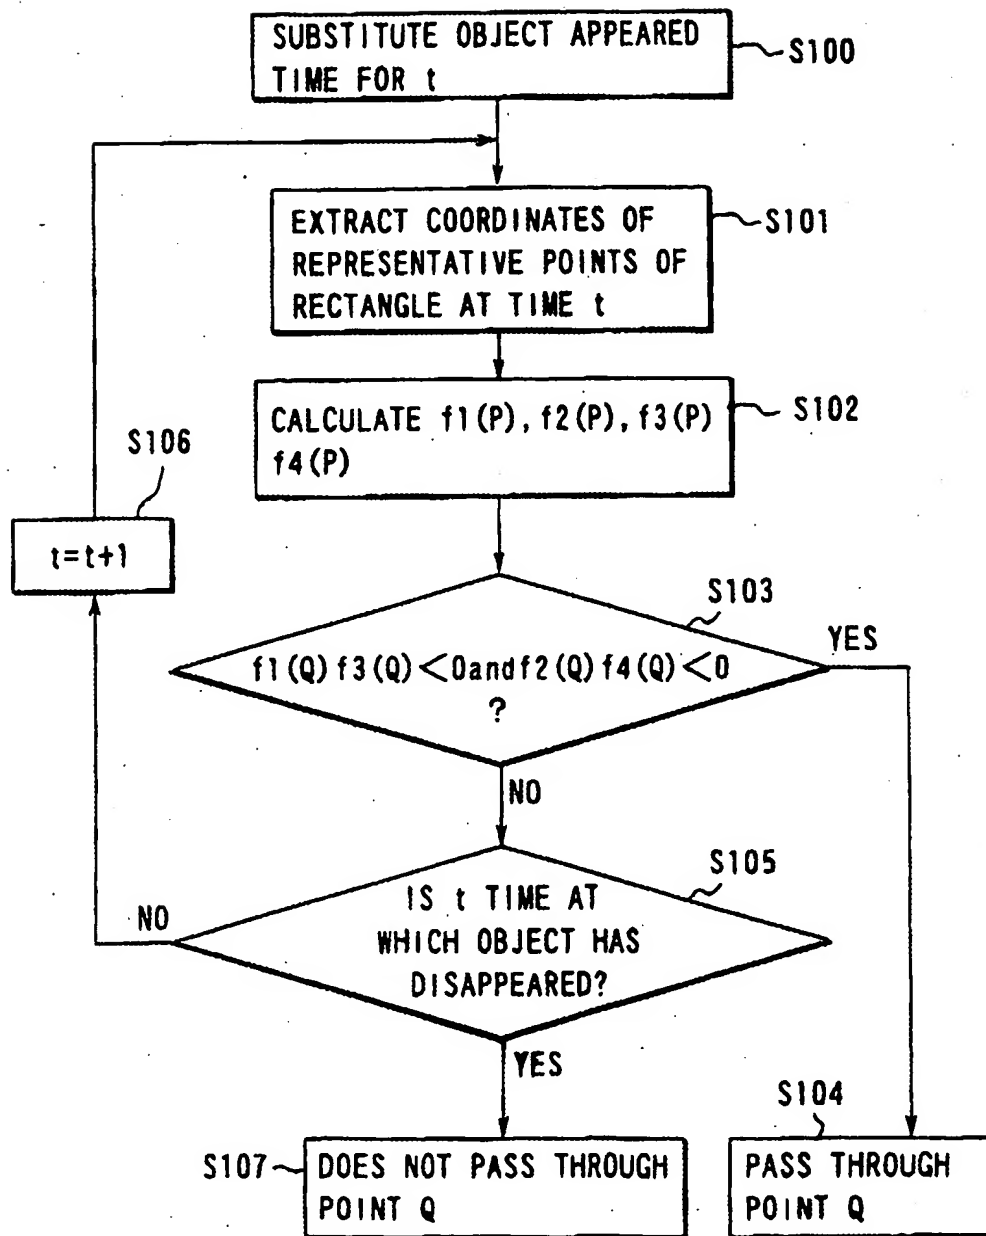 SUBSTITUTE OBJECT APPEARED
TIME FOR t
S100
EXTRACT COORDINATES OF
REPRESENTATIVE POINTS OF
RECTANGLE AT TIME t
S101
CALCULATE f1(P), f2(P), f3(P)
f4(P)
S102
S106
t=t+1
S103
f1(Q)f3(Q)<0andf2(Q)f4(Q)<0
?
YES
NO
S105
IS t TIME AT
WHICH OBJECT HAS
DISAPPEARED?
NO
YES
S107
DOES NOT PASS THROUGH
POINT Q
S104
PASS THROUGH
POINT Q